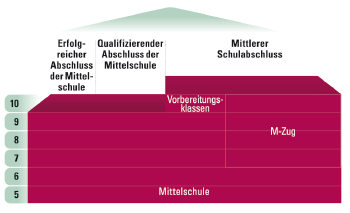 Erfolg-
reicher
Abschluss
der Mittel-
schule
Qualifizierender
Abschluss der
Mittelschule
Mittlerer
Schulabschluss
10
Vorbereitungs-
klassen
9
M-Zug
8
7
6
5
Mittelschule